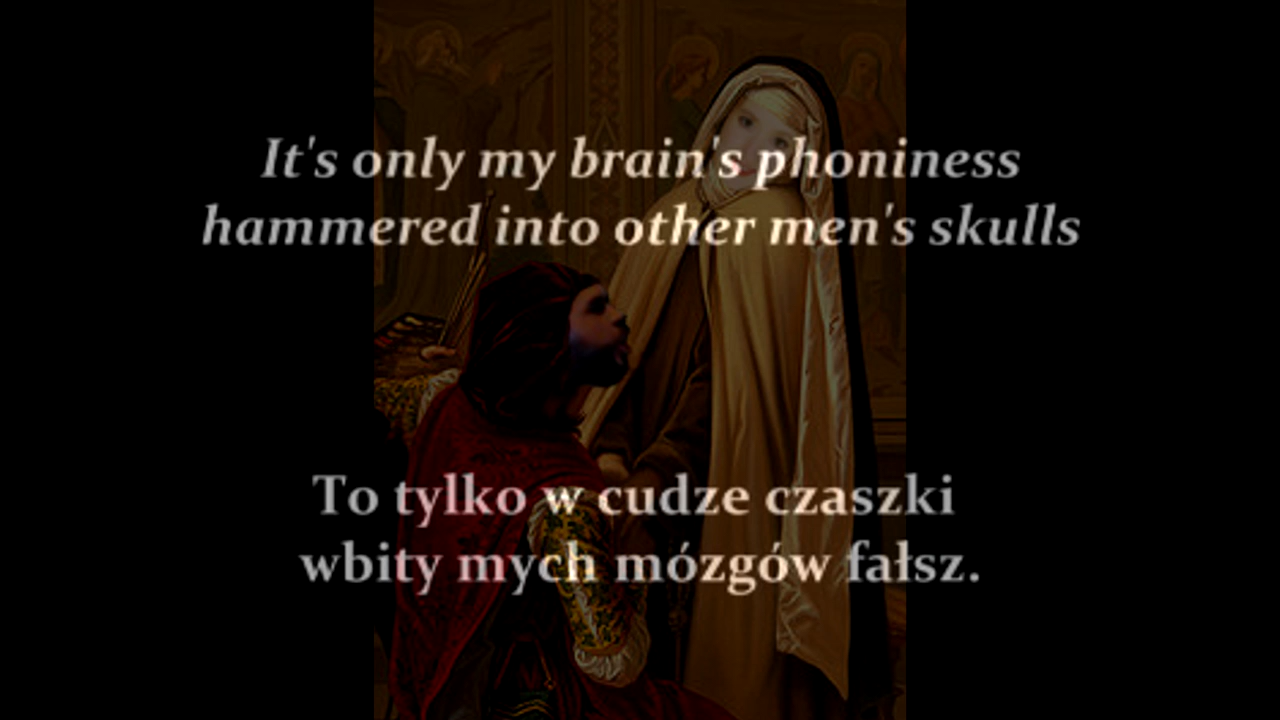 It's only my brain's phoniness
hammered into other men's skulls
To tylko w cudze czaszki
wbity mych mózgów fałsz.